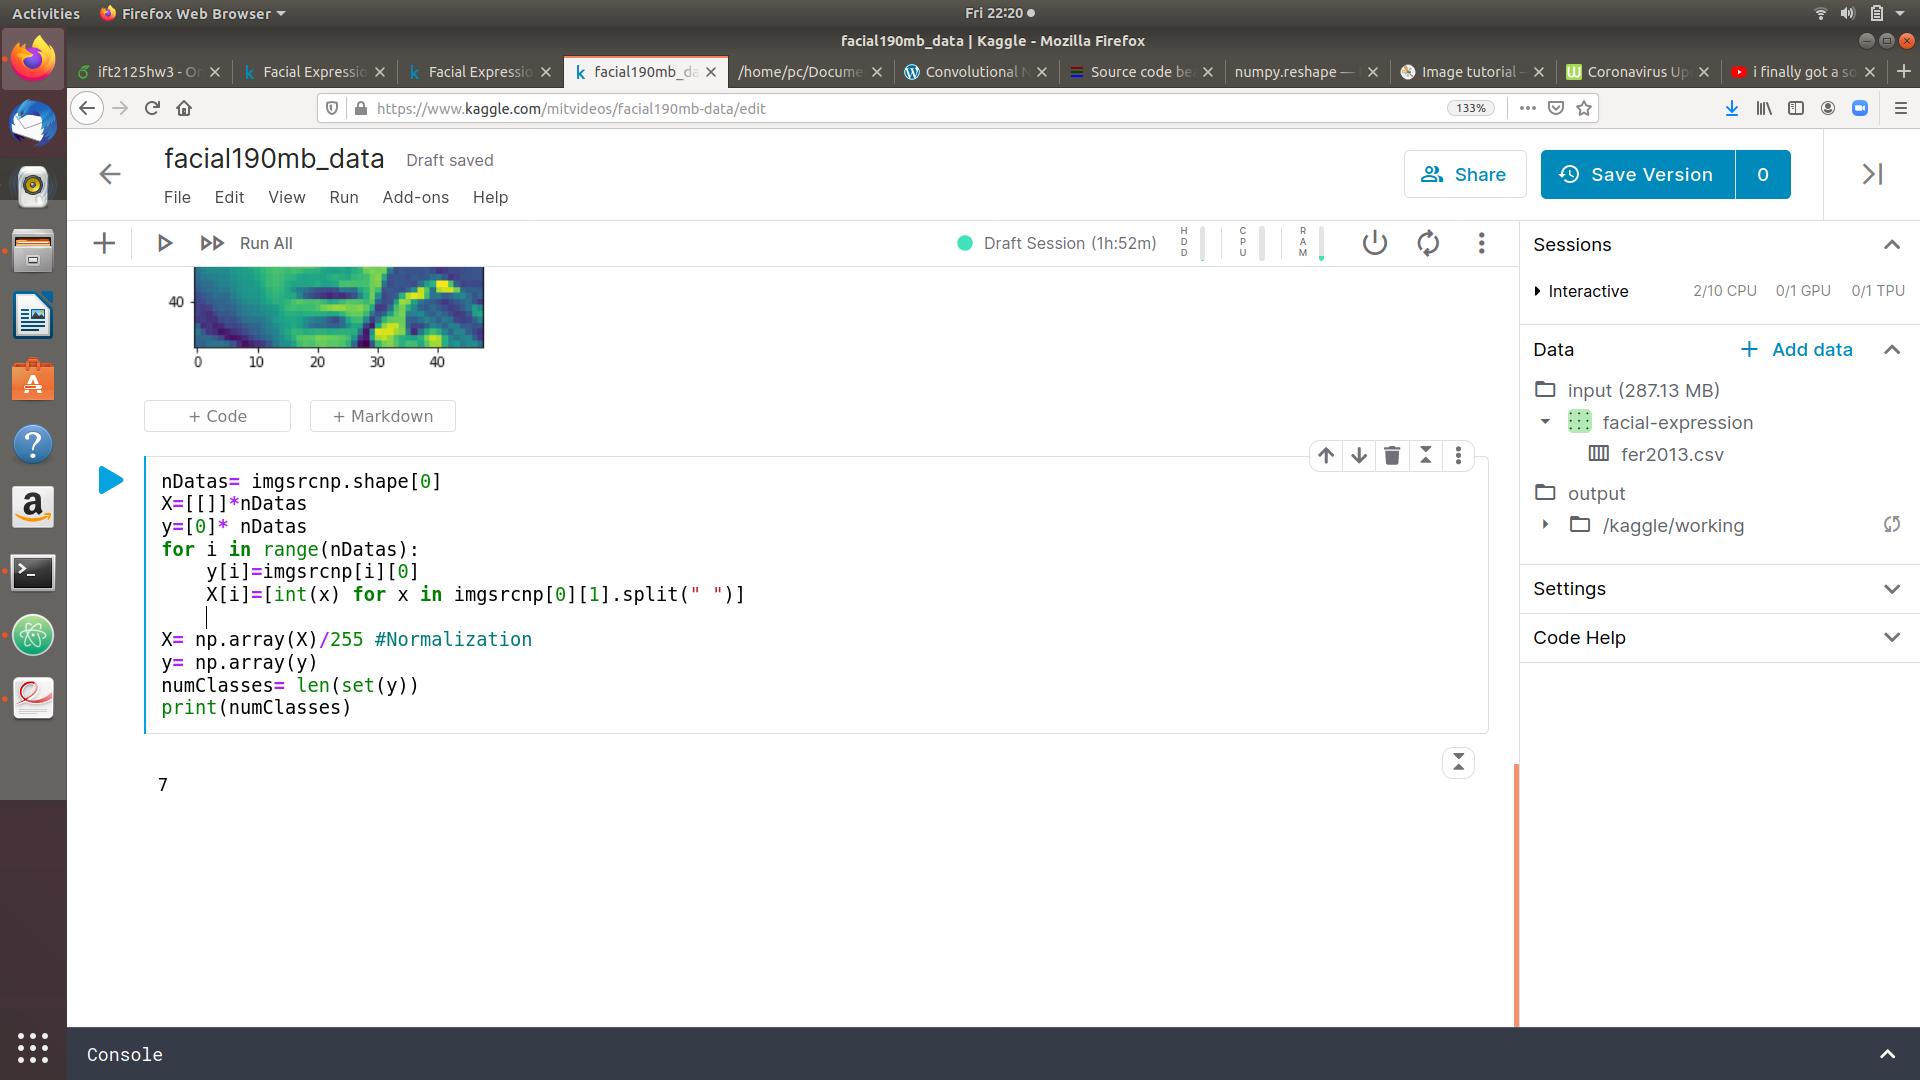 Activities
Firefox Web Browser
Fri 22:20
facial190mb_data | Kaggle - Mozilla Firefox
ift2125hw3 - Or
Facial Expressio
Facial Expressio
facial190mb_da
/home/pc/Docume
Convolutional N
Source code be
numpy.reshape —
Image tutorial -
Coronavirus Up
i finally got a so
https://www.kaggle.com/mitvideos/facial190mb-data/edit
133%
facial190mb_data
Draft saved
File Edit View Run Add-ons Help
Share
Save Version
0
Run All
Draft Session (1h:52m)
HDD
CPU
RAM
40
0 10 20 30 40
+ Code
+ Markdown
nDatas= imgsrcnp.shape[0]
X=[[]]*nDatas
y=[0]* nDatas
for i in range(nDatas):
    y[i]=imgsrcnp[i][0]
    X[i]=[int(x) for x in imgsrcnp[0][1].split(" ")]
X= np.array(X)/255 #Normalization
y= np.array(y)
numClasses= len(set(y))
print(numClasses)
7
Sessions
Interactive 2/10 CPU 0/1 GPU 0/1 TPU
Data
+ Add data
input (287.13 MB)
facial-expression
fer2013.csv
output
/kaggle/working
Settings
Code Help
Console